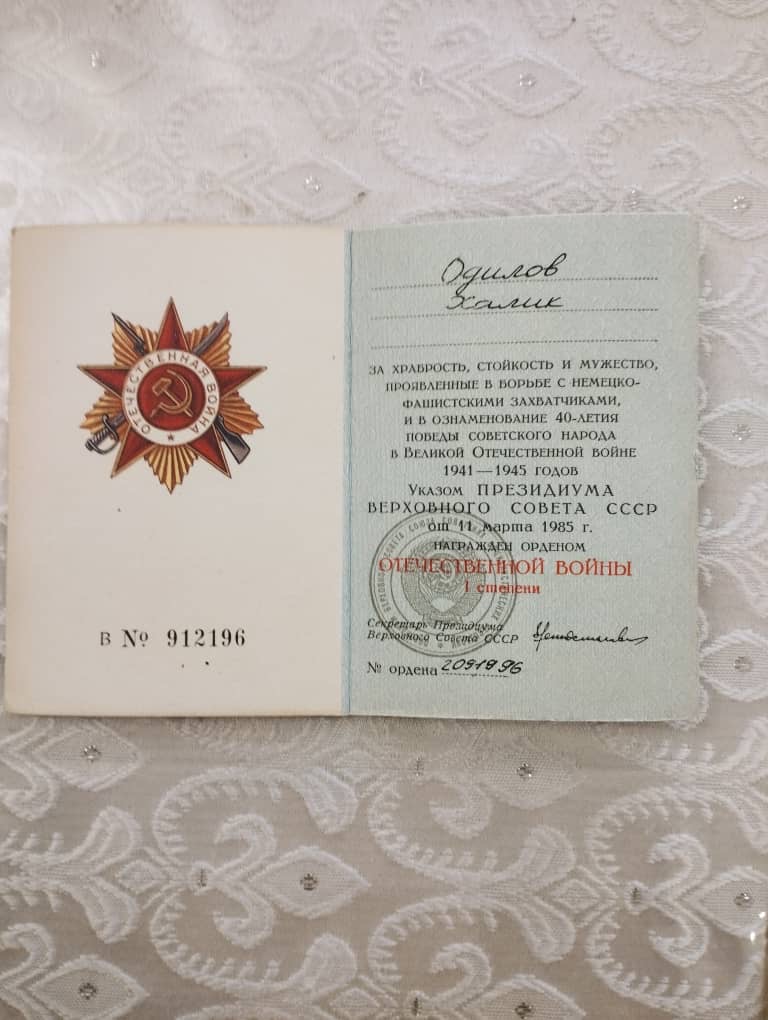 ОТЕЧЕСТВЕННАЯ ВОЙНА
В № 912196
Одилов
Халик
ЗА ХРАБРОСТЬ, СТОЙКОСТЬ И МУЖЕСТВО,
ПРОЯВЛЕННЫЕ В БОРЬБЕ С НЕМЕЦКО-
ФАШИСТСКИМИ ЗАХВАТЧИКАМИ,
И В ОЗНАМЕНОВАНИЕ 40-ЛЕТИЯ
ПОБЕДЫ СОВЕТСКОГО НАРОДА
В ВЕЛИКОЙ ОТЕЧЕСТВЕННОЙ ВОЙНЕ
1941—1945 ГОДОВ
УКАЗОМ ПРЕЗИДИУМА
ВЕРХОВНОГО СОВЕТА СССР
от 11 марта 1985 г.
НАГРАЖДЕН ОРДЕНОМ
ОТЕЧЕСТВЕННОЙ ВОЙНЫ
I степени
Секретарь Президиума
Верховного Совета СССР
№ ордена 2091996